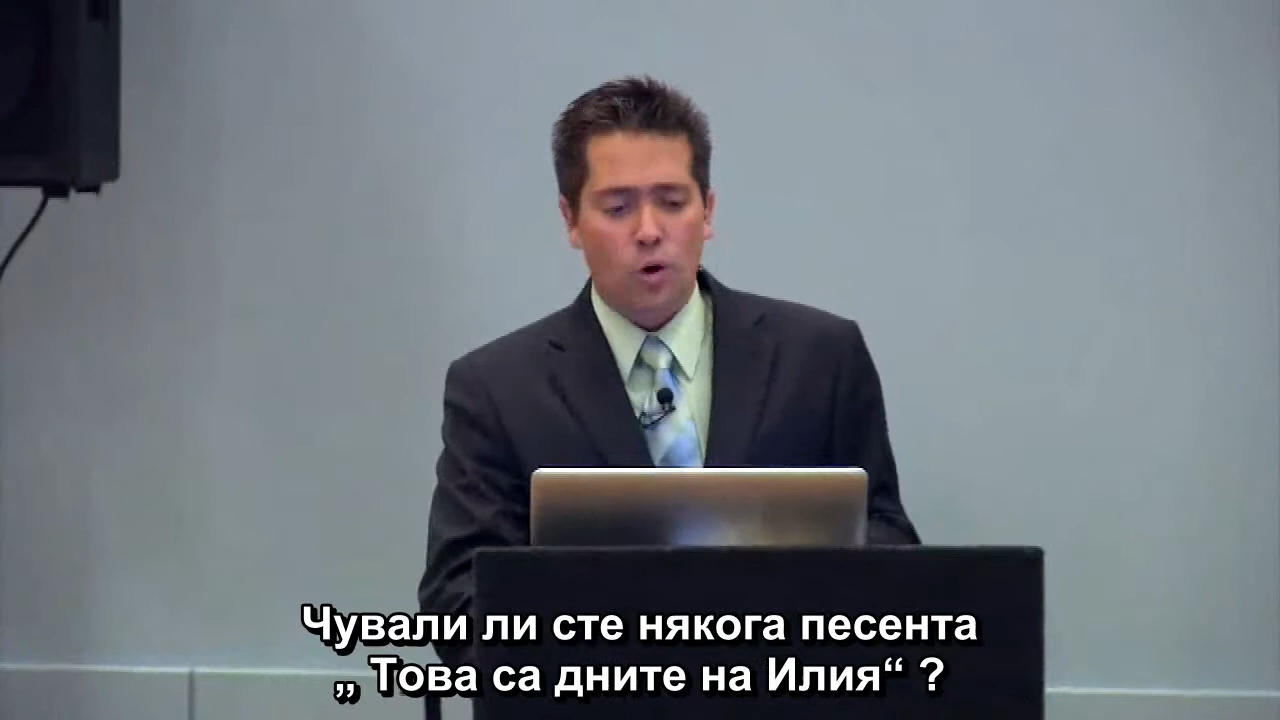 Чували ли сте някога песента
„ Това са дните на Илия“ ?